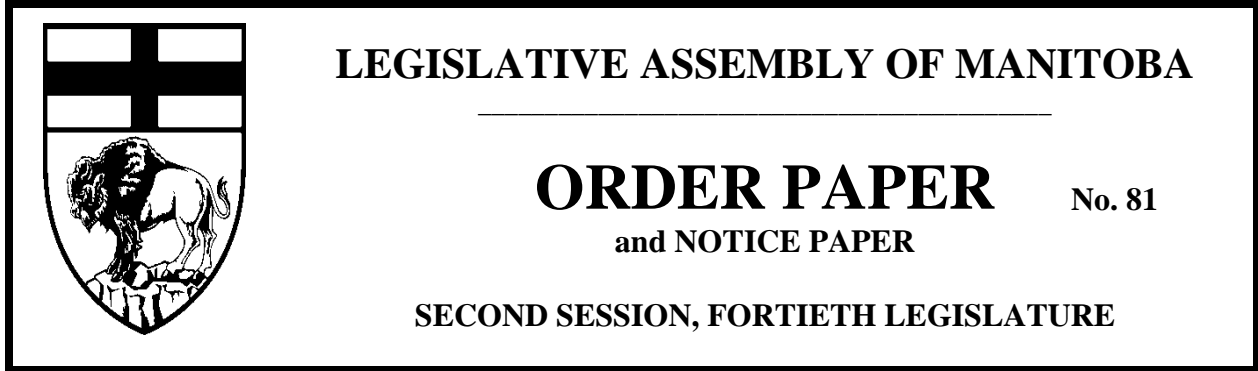 LEGISLATIVE ASSEMBLY OF MANITOBA
ORDER PAPER No. 81
and NOTICE PAPER
SECOND SESSION, FORTIETH LEGISLATURE